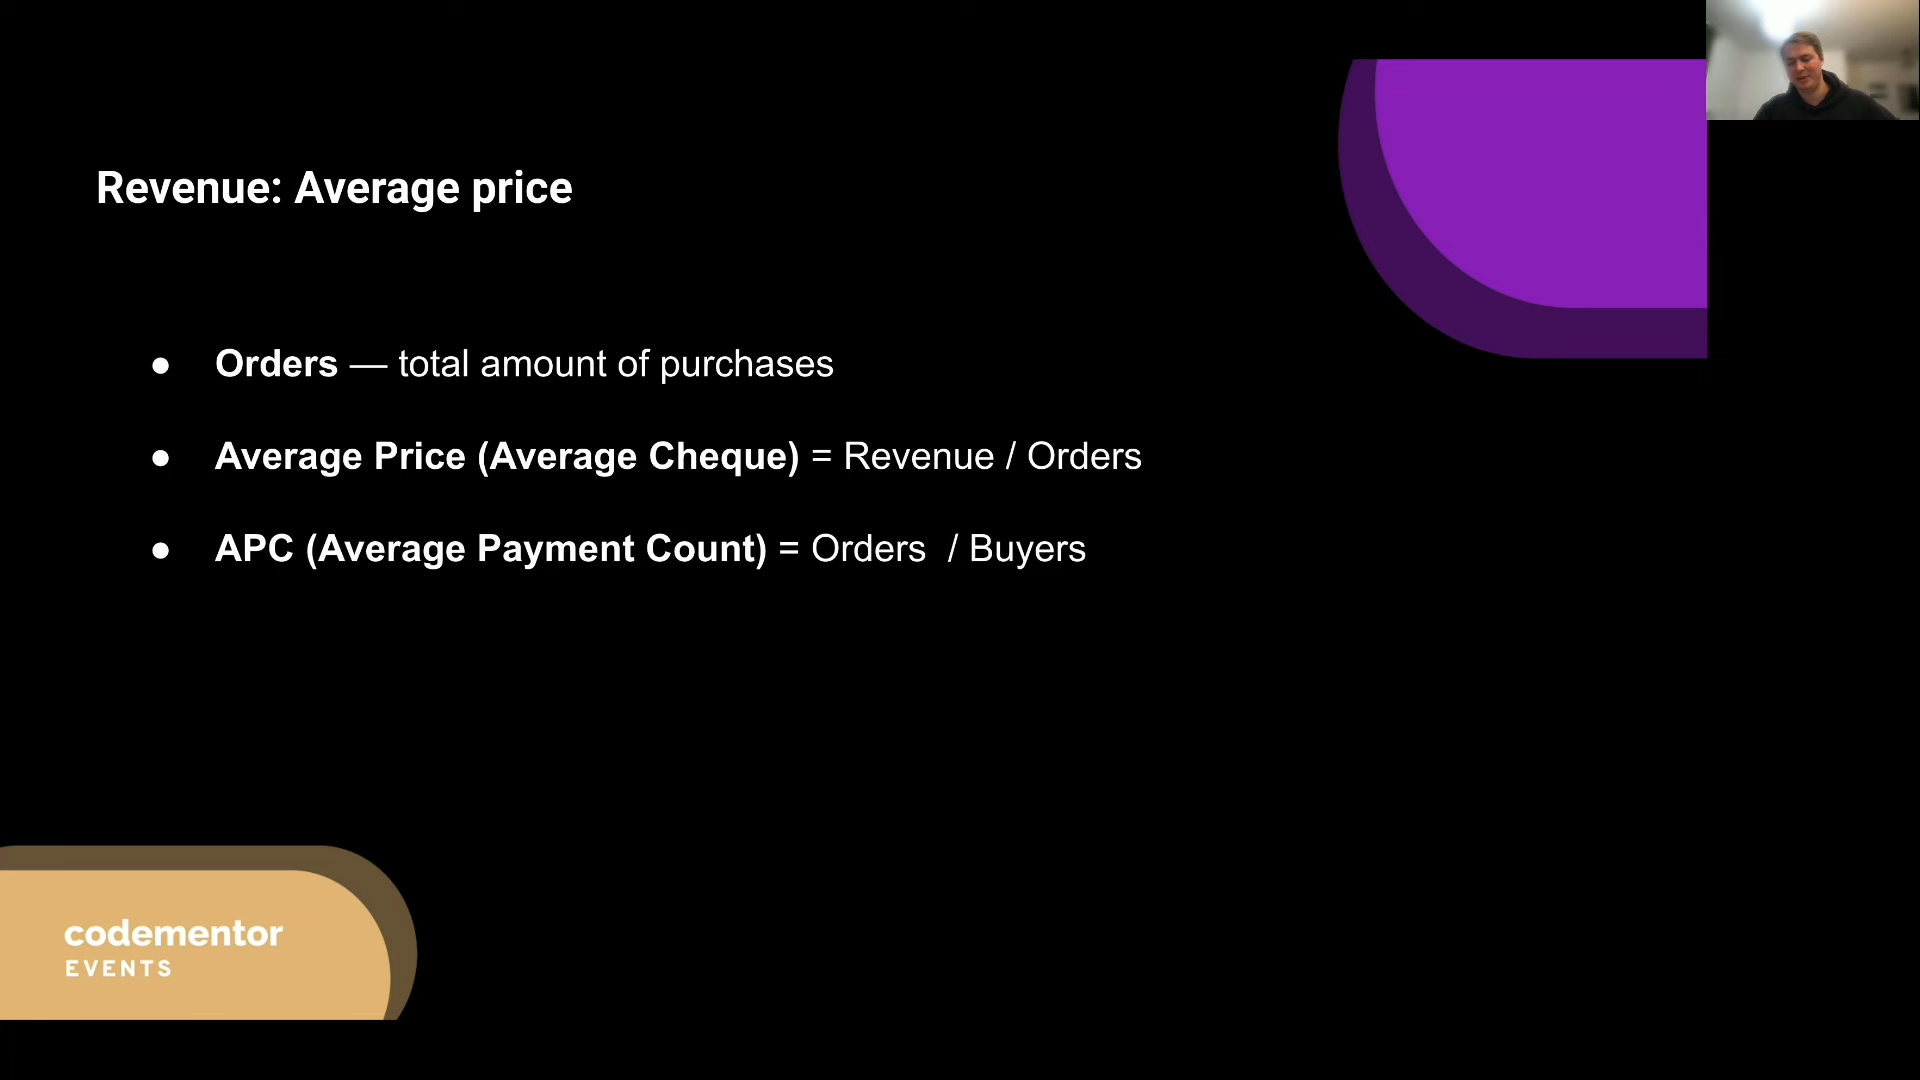 Revenue: Average price
● Orders — total amount of purchases
● Average Price (Average Cheque) = Revenue / Orders
● APC (Average Payment Count) = Orders  / Buyers
codementor
EVENTS